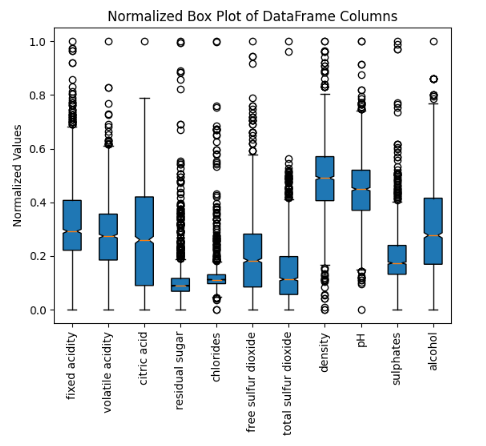 Normalized Box Plot of DataFrame Columns
1.0
0.8
0.6
0.4
0.2
0.0
Normalized Values
fixed acidity
volatile acidity
citric acid
residual sugar
chlorides
free sulfur dioxide
total sulfur dioxide
density
pH
sulphates
alcohol